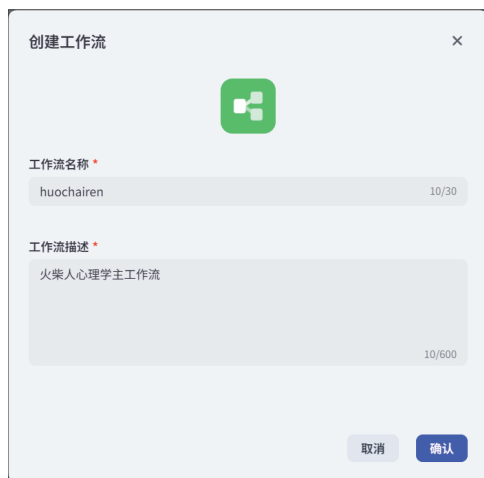 创建工作流
工作流名称 *
huochairen
10/30
工作流描述 *
火柴人心理学主工作流
10/600
取消
确认